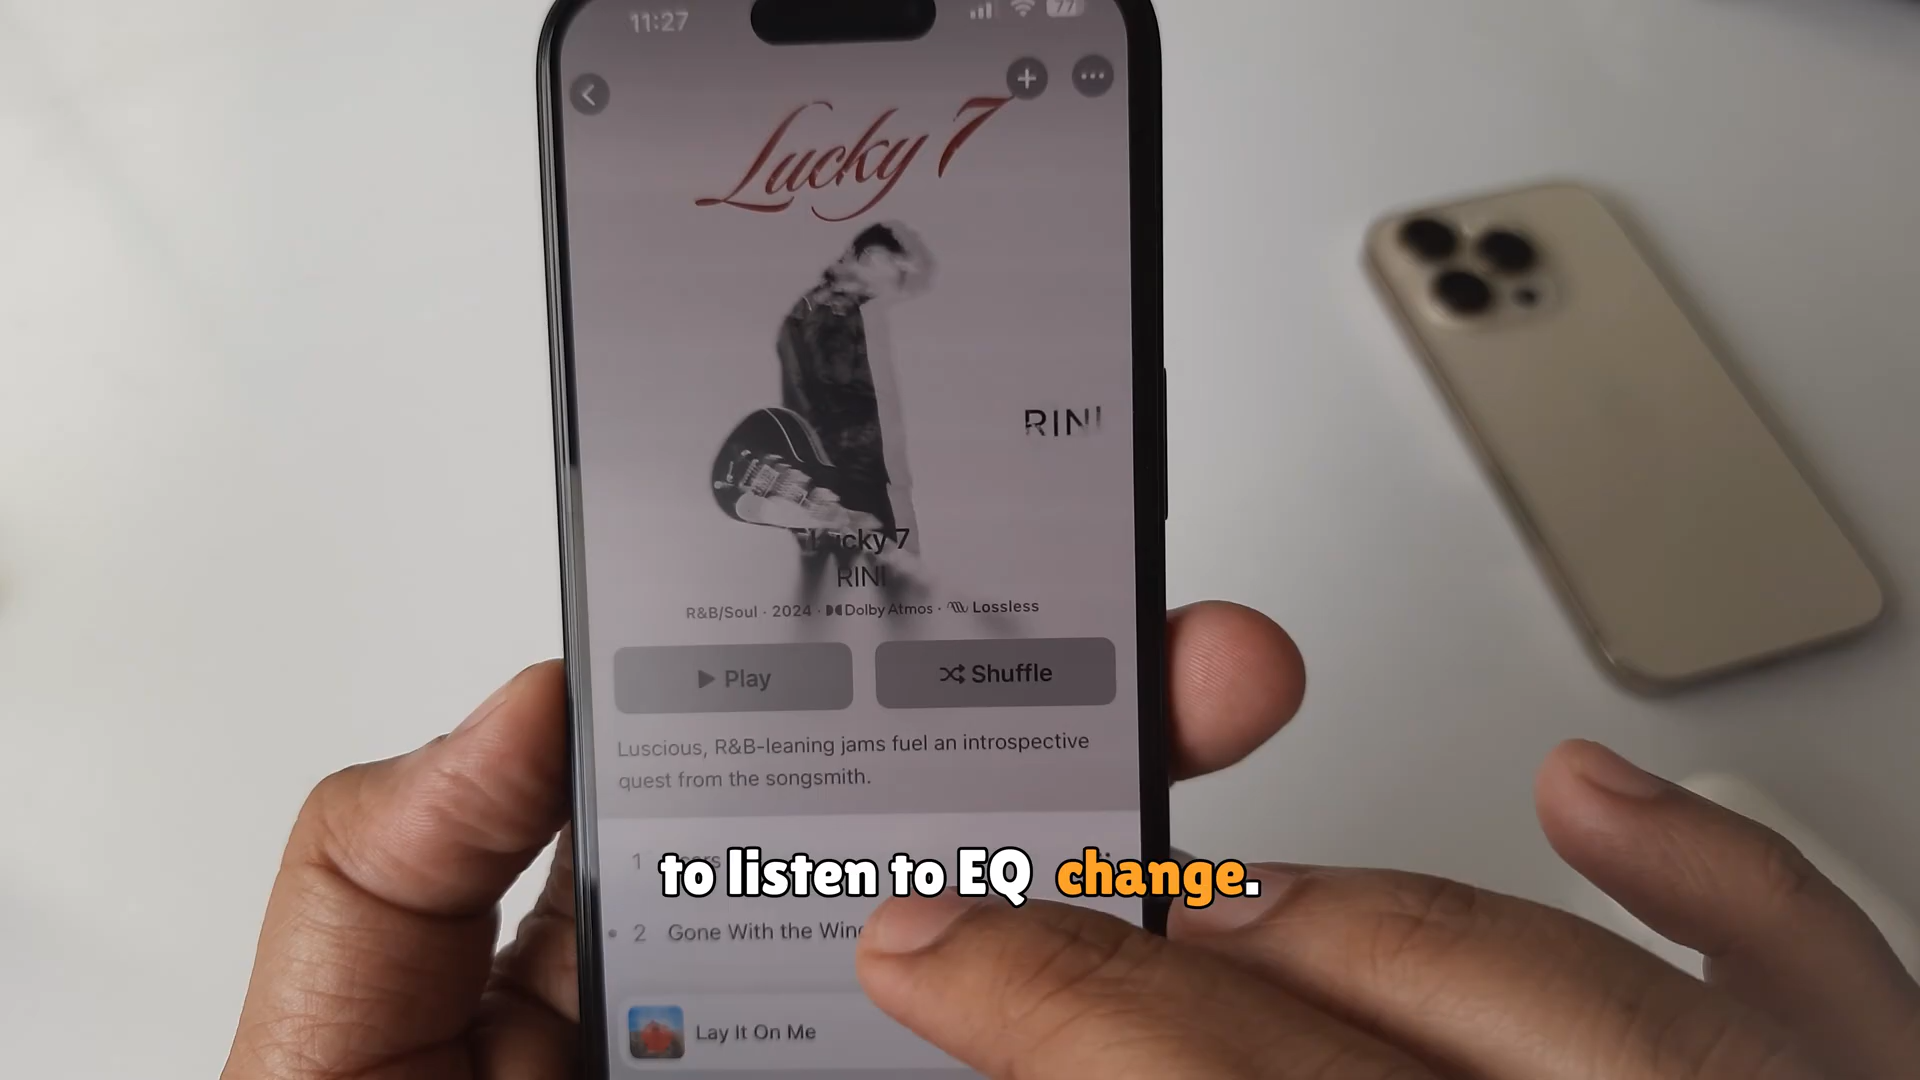 11:27
77
Lucky 7
RINI
Lucky 7
RINI
R&B/Soul · 2024 · Dolby Atmos · Lossless
Play
Shuffle
Luscious, R&B-leaning jams fuel an introspective
quest from the songsmith.
1
to listen to EQ change.
2 Gone With the
Lay It On Me